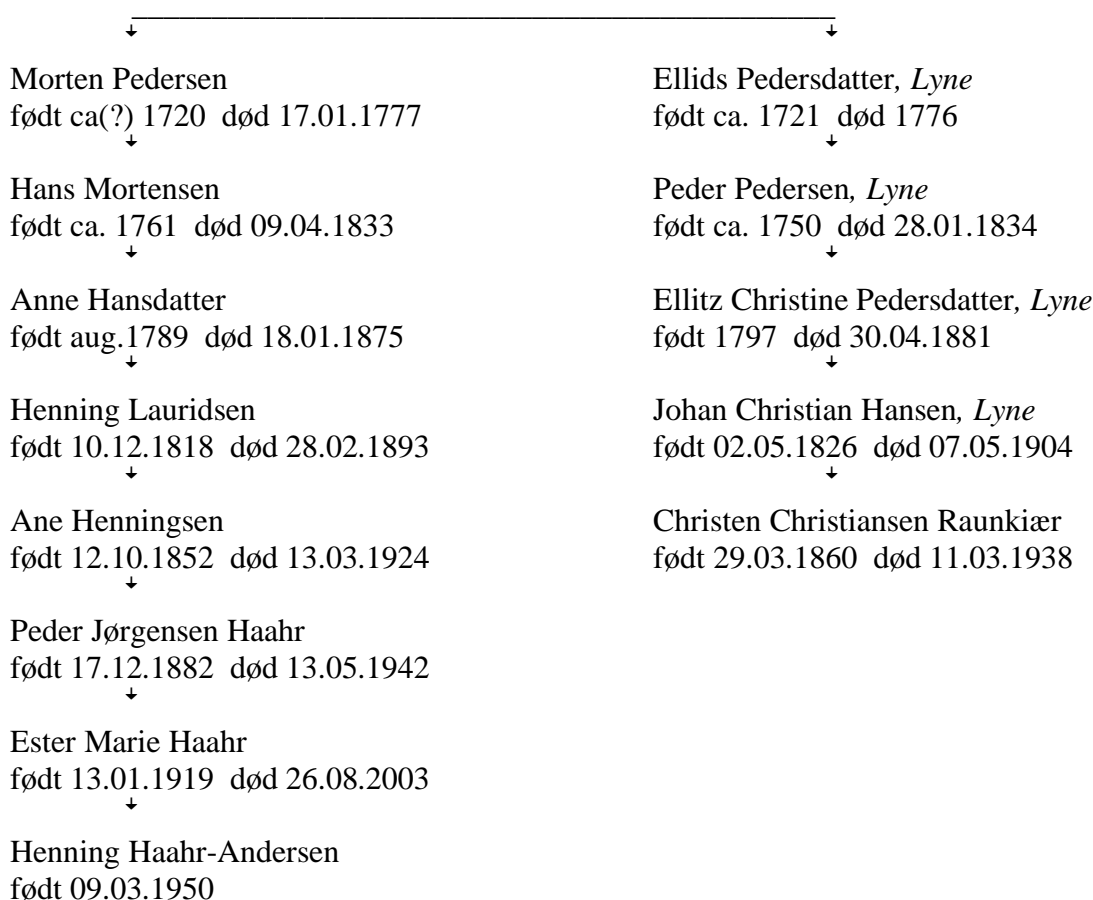 Morten Pedersen
født ca(?) 1720 død 17.01.1777
Hans Mortensen
født ca. 1761 død 09.04.1833
Anne Hansdatter
født aug.1789 død 18.01.1875
Henning Lauridsen
født 10.12.1818 død 28.02.1893
Ane Henningsen
født 12.10.1852 død 13.03.1924
Peder Jørgensen Haahr
født 17.12.1882 død 13.05.1942
Ester Marie Haahr
født 13.01.1919 død 26.08.2003
Henning Haahr-Andersen
født 09.03.1950
Ellids Pedersdatter, Lyne
født ca. 1721 død 1776
Peder Pedersen, Lyne
født ca. 1750 død 28.01.1834
Ellitz Christine Pedersdatter, Lyne
født 1797 død 30.04.1881
Johan Christian Hansen, Lyne
født 02.05.1826 død 07.05.1904
Christen Christiansen Raunkiær
født 29.03.1860 død 11.03.1938